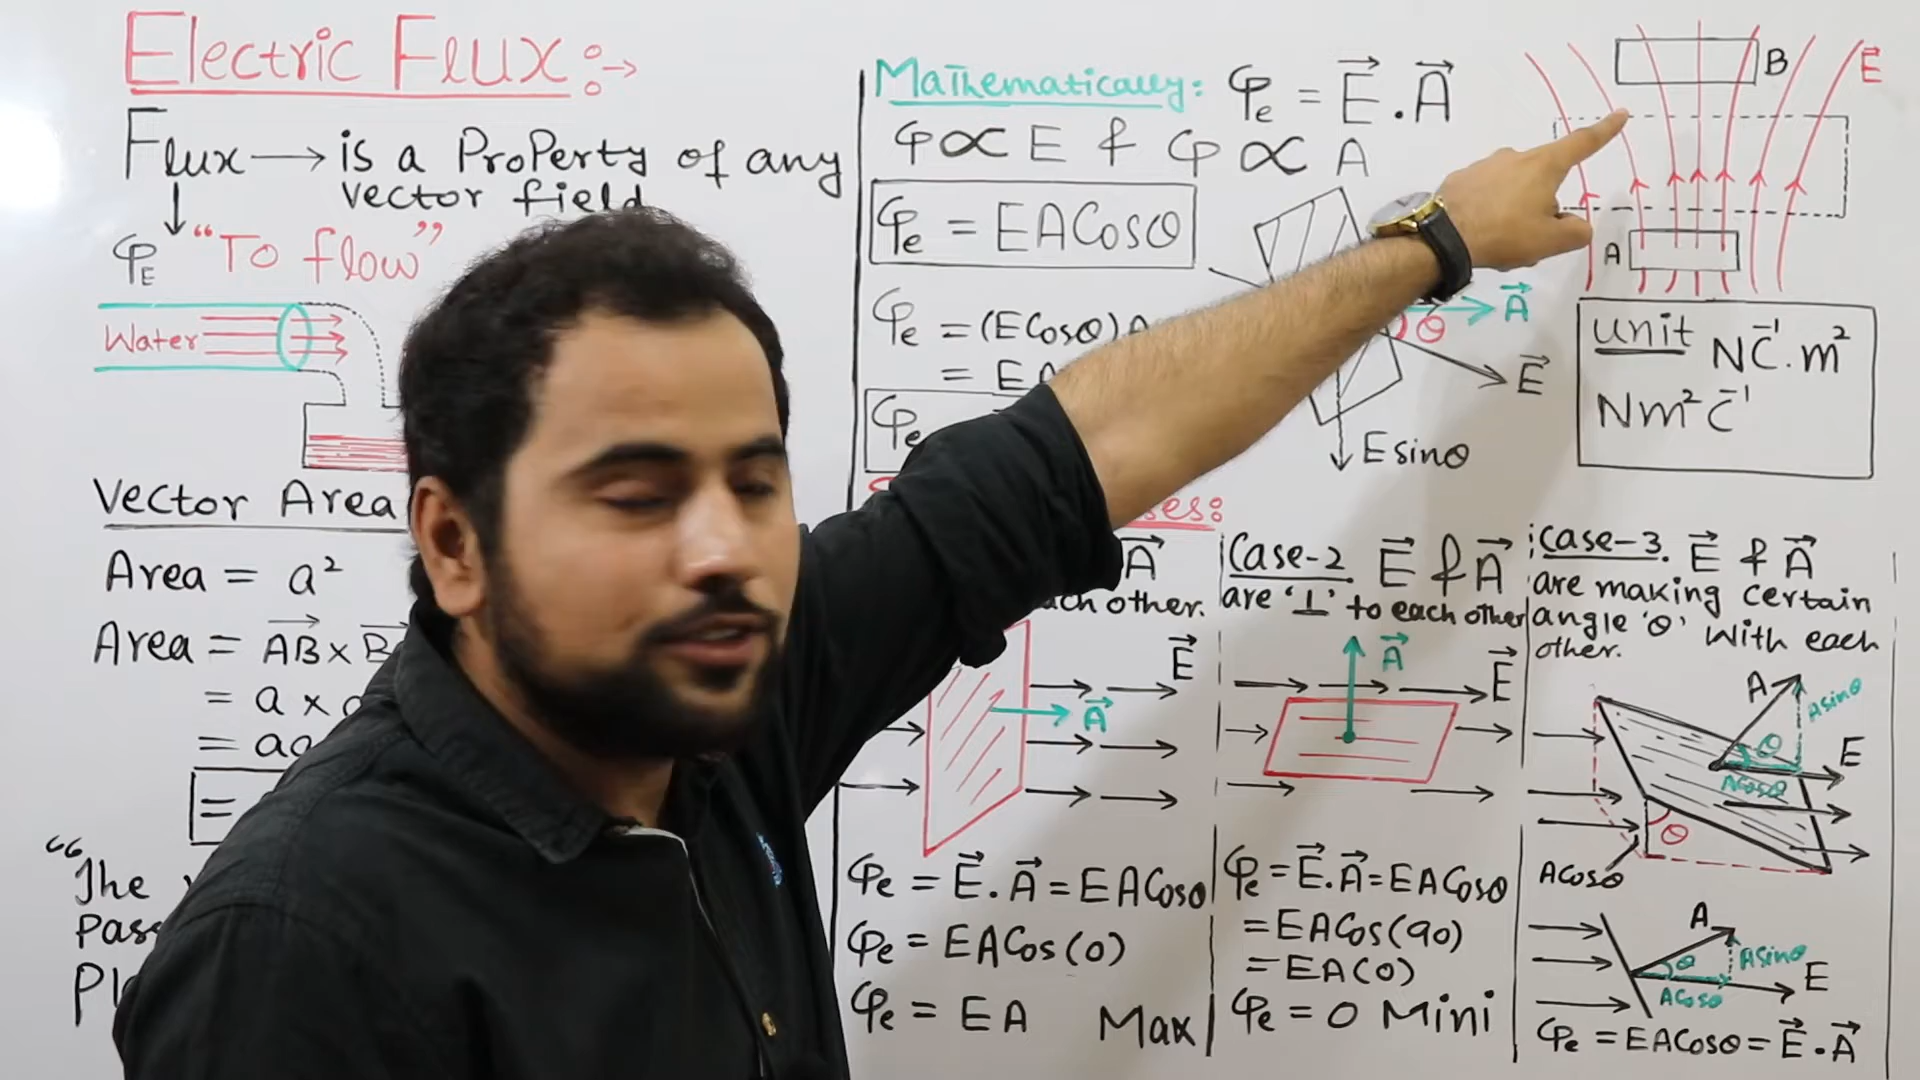 Electric Flux:→
Flux → is a Property of any
vector field
φE "To flow"
Water
Vector Area
Area = a²
Area = AB × B
= a ×
=
=
"The
Pass
Mathematically: φe = E⃗ . A⃗
φ ∝ E & φ ∝ A
φe = EACosθ
φe = (ECosθ)
=
φe
A⃗
θ
E⃗
E sinθ
B
E⃗
A
unit NC⁻¹.m²
Nm²C⁻¹
ses:
A⃗
each other.
E⃗
A⃗
φe = E⃗.A⃗ = EACosθ
φe = EACos(0)
φe = EA Max
Case-2. E⃗ & A⃗
are '⊥' to each other
A⃗
E⃗
φe = E⃗.A⃗ = EACosθ
= EACos(90)
= EA(0)
φe = 0 Mini
Case-3. E⃗ & A⃗
are making certain
angle 'θ' with each
other.
A
Asinθ
θ
E
Acosθ
θ
Acosθ
A
θ
Asinθ
E
Acosθ
φe = EACosθ = E⃗.A⃗